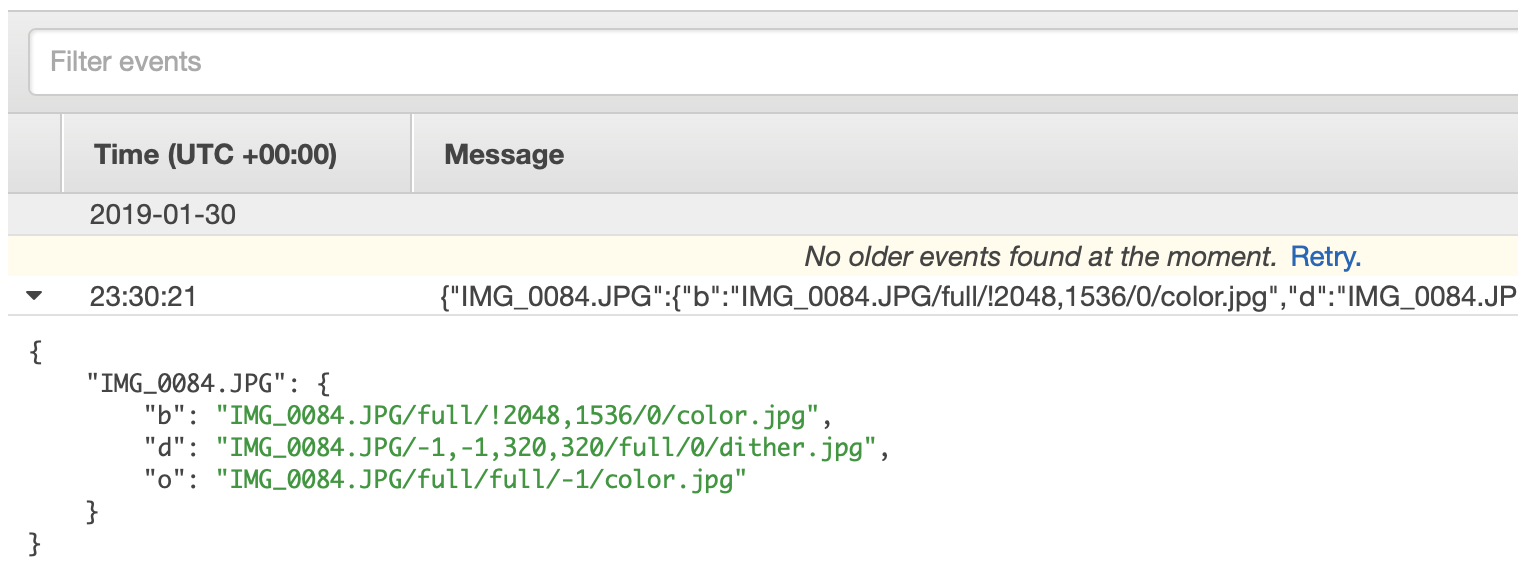 Filter events
Time (UTC +00:00) Message
2019-01-30
No older events found at the moment. Retry.
23:30:21 {"IMG_0084.JPG":{"b":"IMG_0084.JPG/full/!2048,1536/0/color.jpg","d":"IMG_0084.JP
{
"IMG_0084.JPG": {
"b": "IMG_0084.JPG/full/!2048,1536/0/color.jpg",
"d": "IMG_0084.JPG/-1,-1,320,320/full/0/dither.jpg",
"o": "IMG_0084.JPG/full/full/-1/color.jpg"
}
}